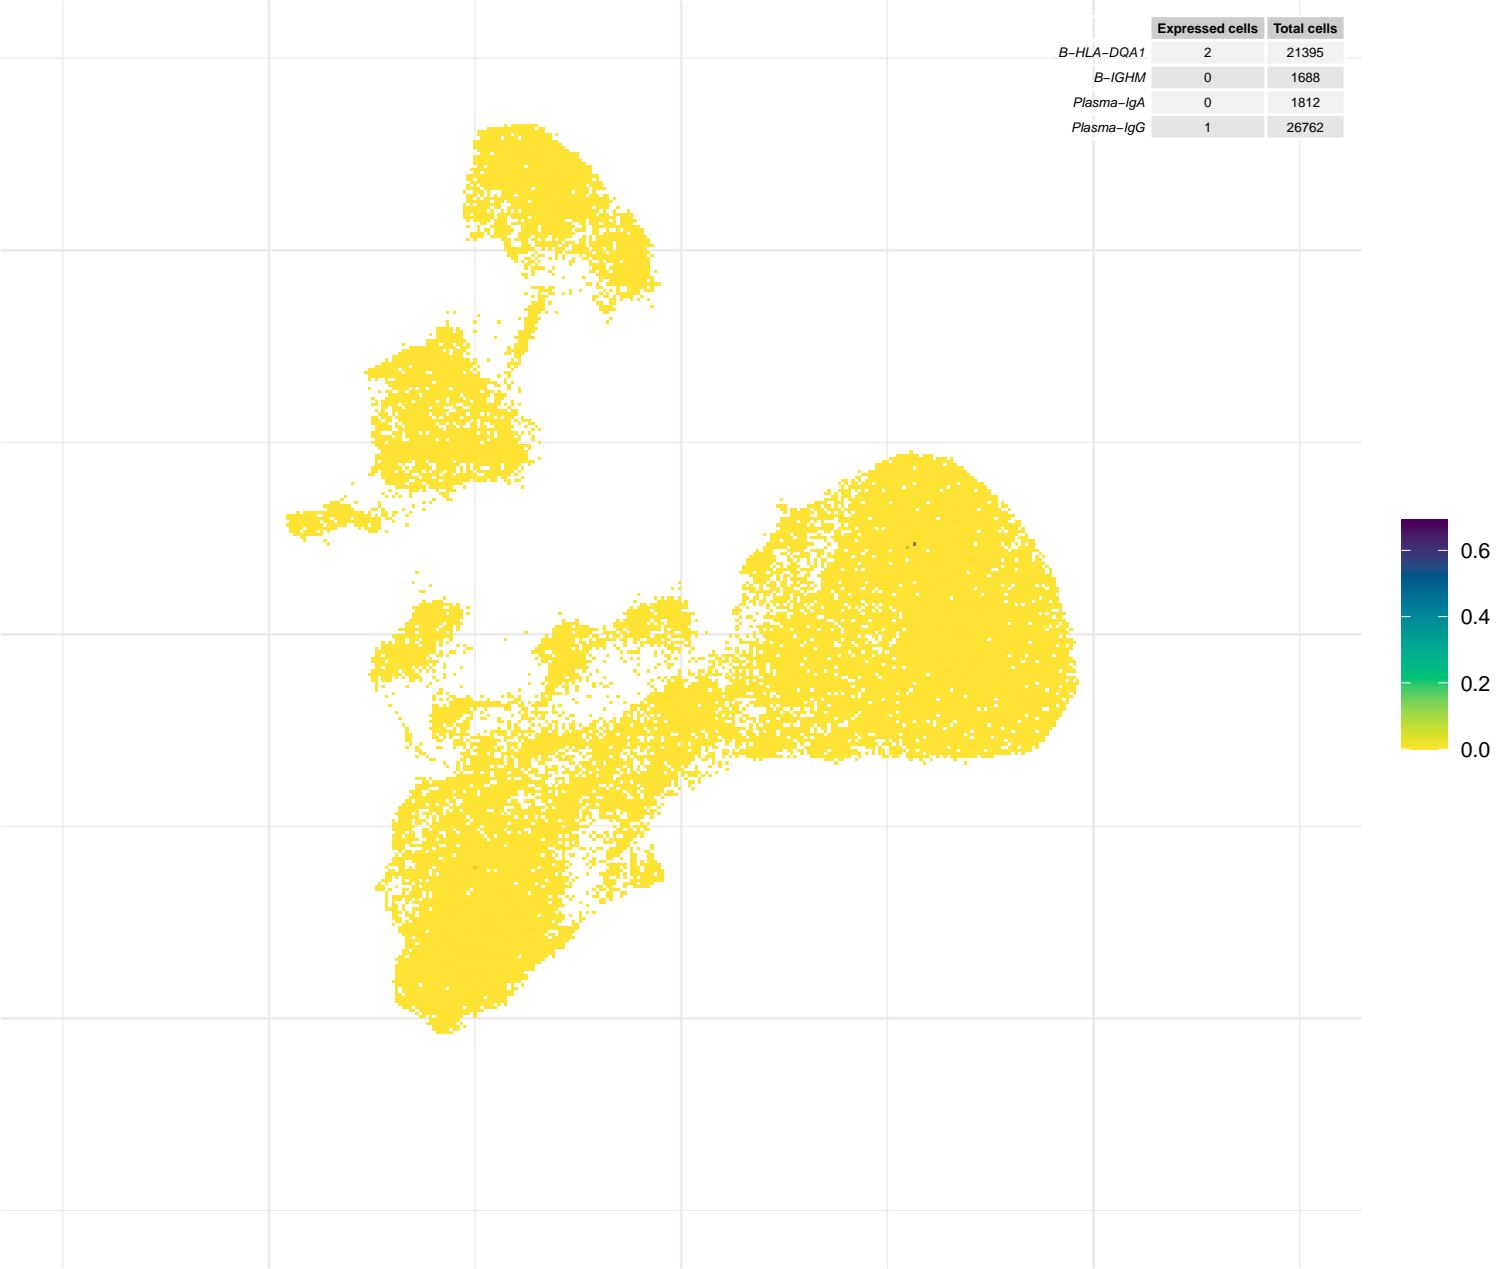 Expressed cells Total cells
B−HLA−DQA1 2 21395
B−IGHM 0 1688
Plasma−IgA 0 1812
Plasma−IgG 1 26762
0.6
0.4
0.2
0.0